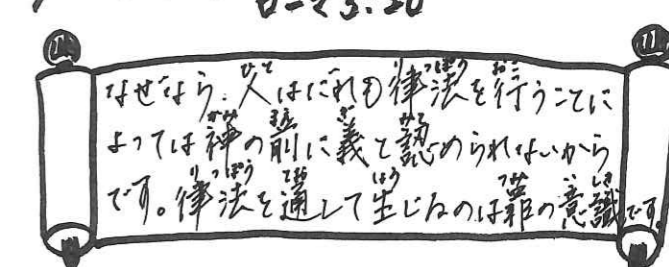 ローマ3:20
なぜなら、人はだれも律法を行うことに
よっては神の前に義と認められないから
です。律法を通して生じるのは罪の意識です